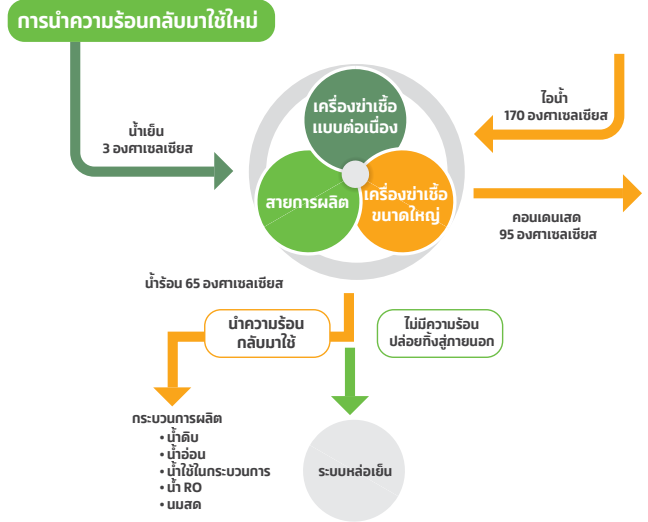 การนำความร้อนกลับมาใช้ใหม่
น้ำเย็น
3 องศาเซลเซียส
เครื่องฆ่าเชื้อ
แบบต่อเนื่อง
ไอน้ำ
170 องศาเซลเซียส
สายการผลิต
เครื่องฆ่าเชื้อ
ขนาดใหญ่
คอนเดนเสด
95 องศาเซลเซียส
น้ำร้อน 65 องศาเซลเซียส
นำความร้อน
กลับมาใช้
ไม่มีความร้อน
ปล่อยทิ้งสู่ภายนอก
กระบวนการผลิต
• น้ำดิบ
• น้ำอ่อน
• น้ำใช้ในกระบวนการ
• น้ำ RO
• นมสด
ระบบหล่อเย็น